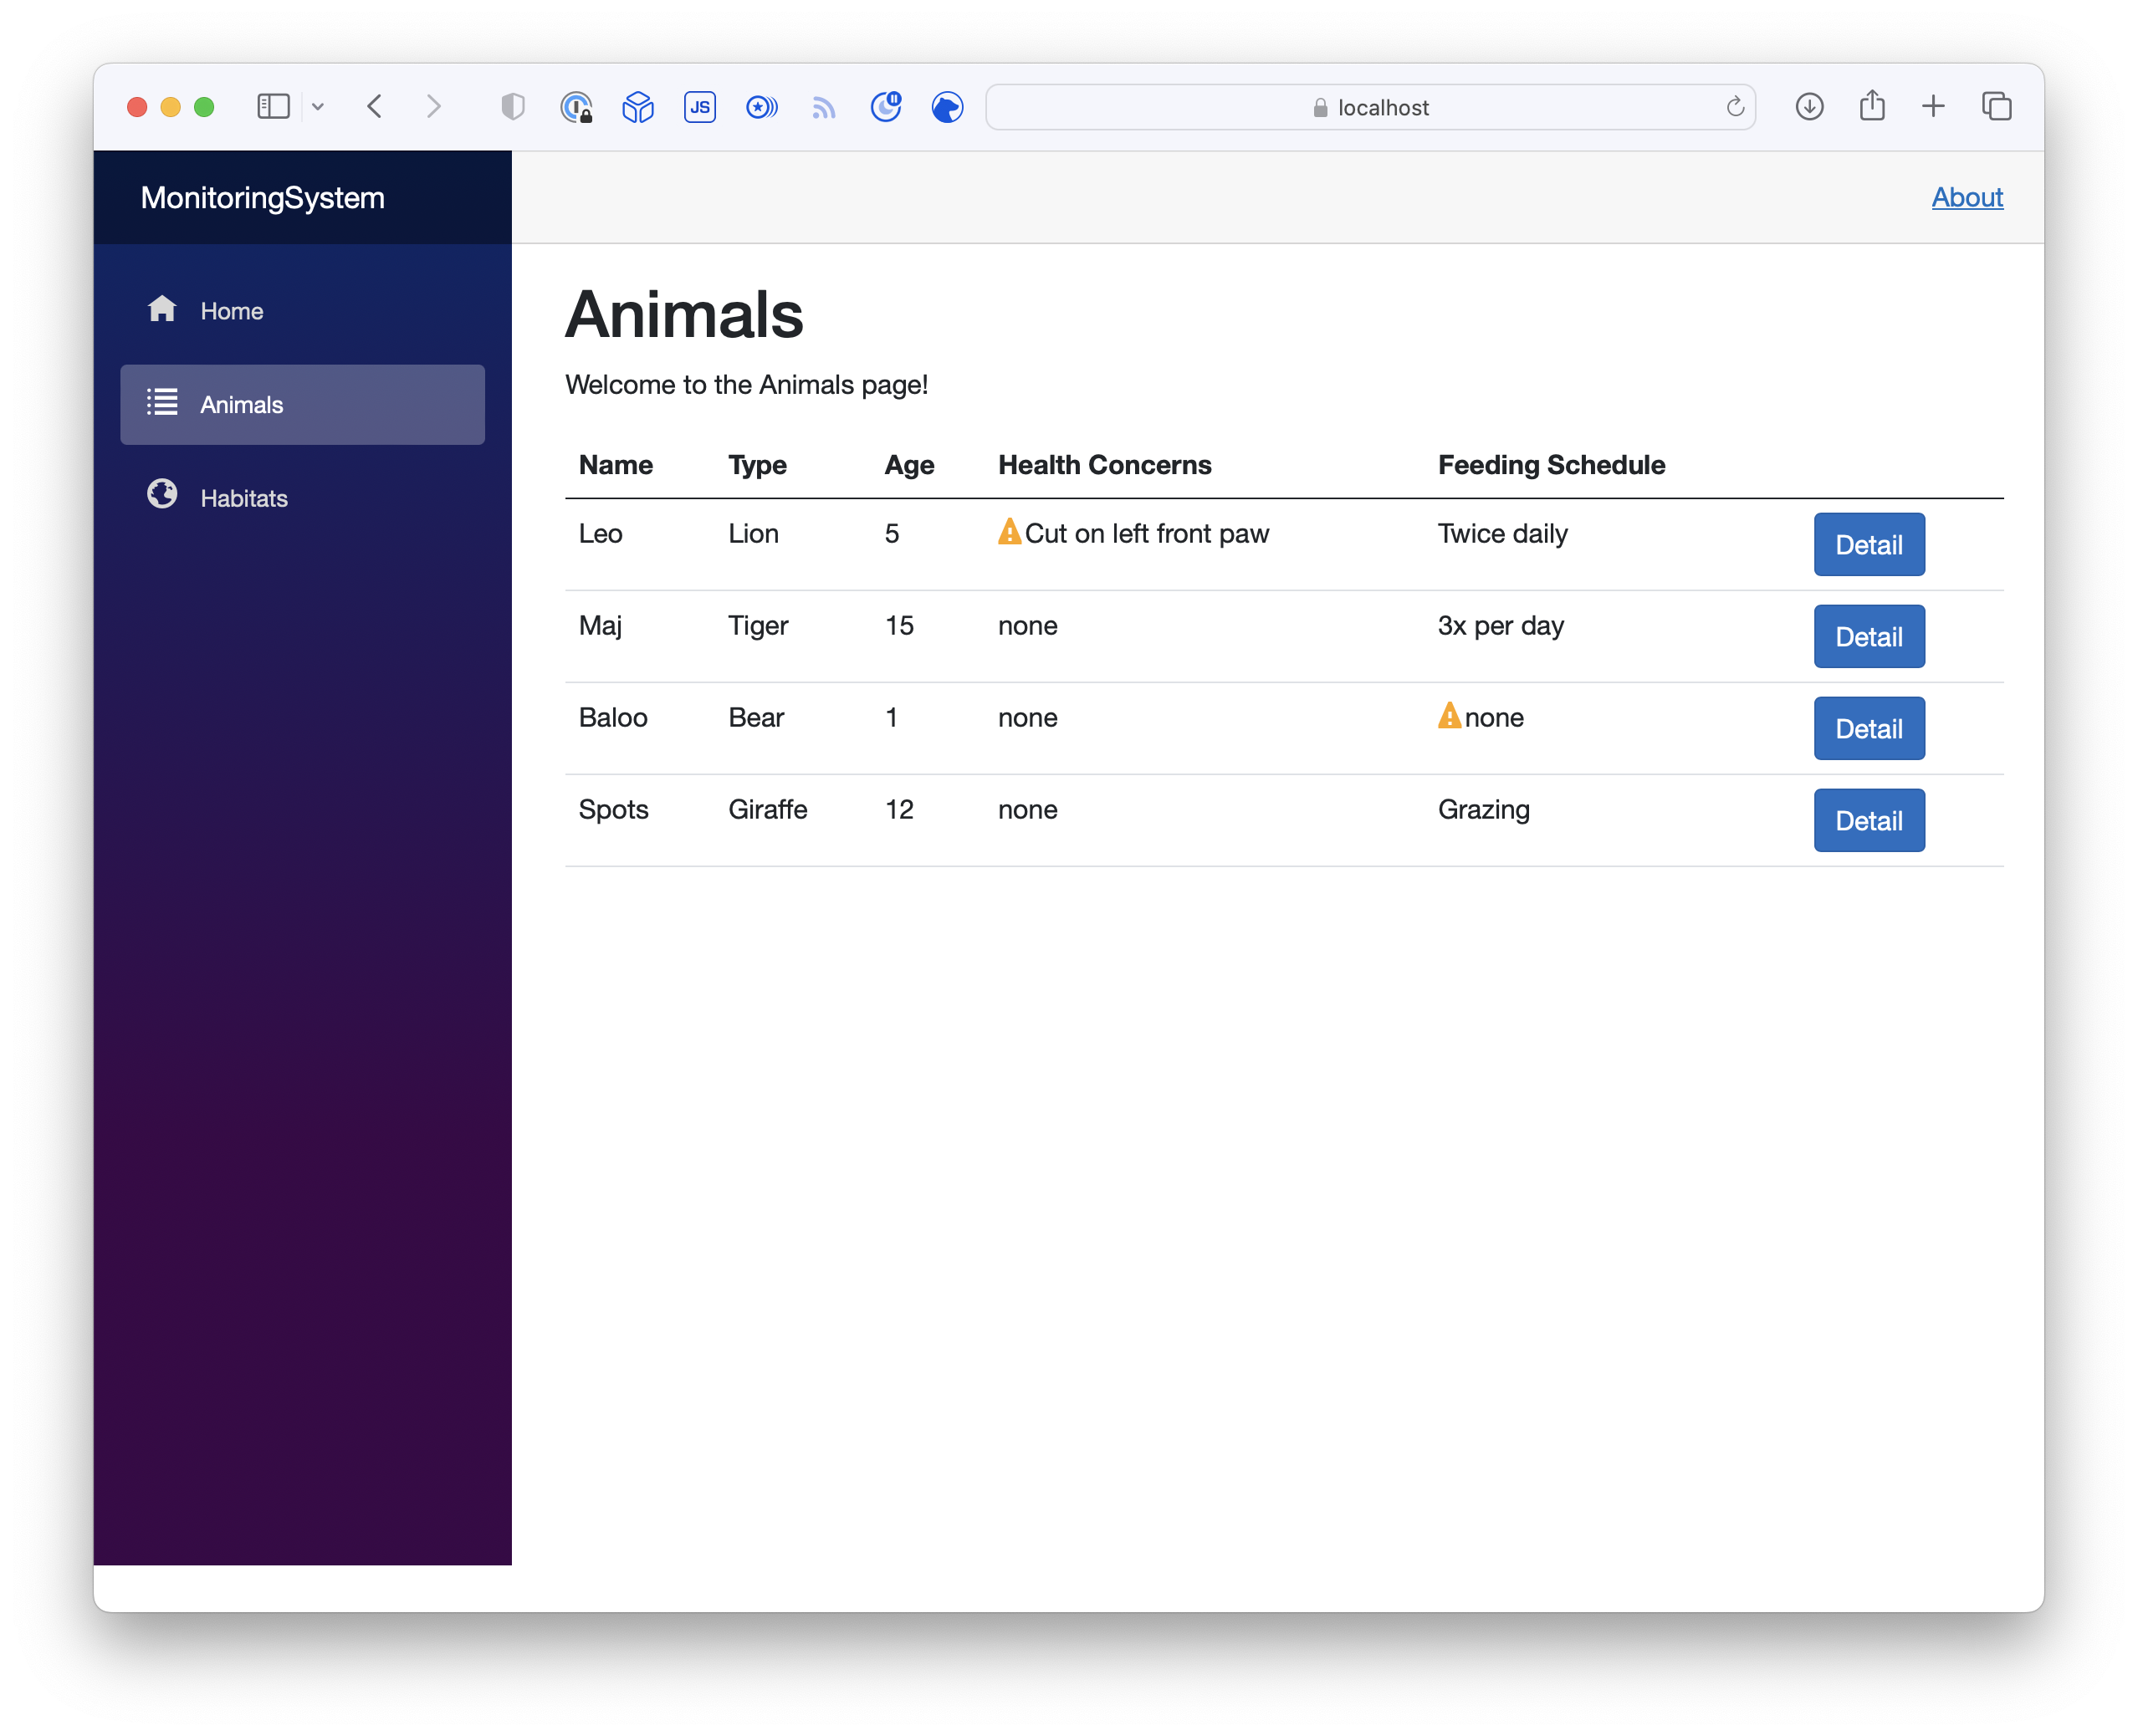 JS
localhost
MonitoringSystem
About
Home
Animals
Habitats
Animals
Welcome to the Animals page!
Name Type Age Health Concerns Feeding Schedule
Leo Lion 5 Cut on left front paw Twice daily Detail
Maj Tiger 15 none 3x per day Detail
Baloo Bear 1 none none Detail
Spots Giraffe 12 none Grazing Detail